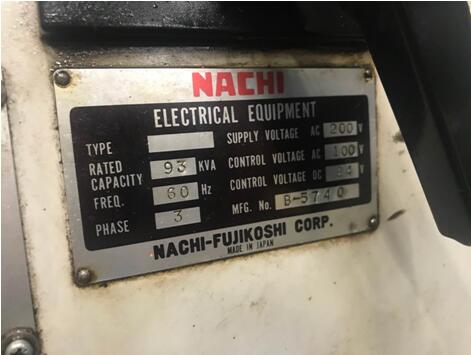 NACHI
ELECTRICAL EQUIPMENT
TYPE
RATED CAPACITY 93 KVA
FREQ. 60 Hz
PHASE 3
SUPPLY VOLTAGE AC 200 V
CONTROL VOLTAGE AC 100 V
CONTROL VOLTAGE DC 24 V
MFG. No. B-5740
NACHI-FUJIKOSHI CORP.
MADE IN JAPAN